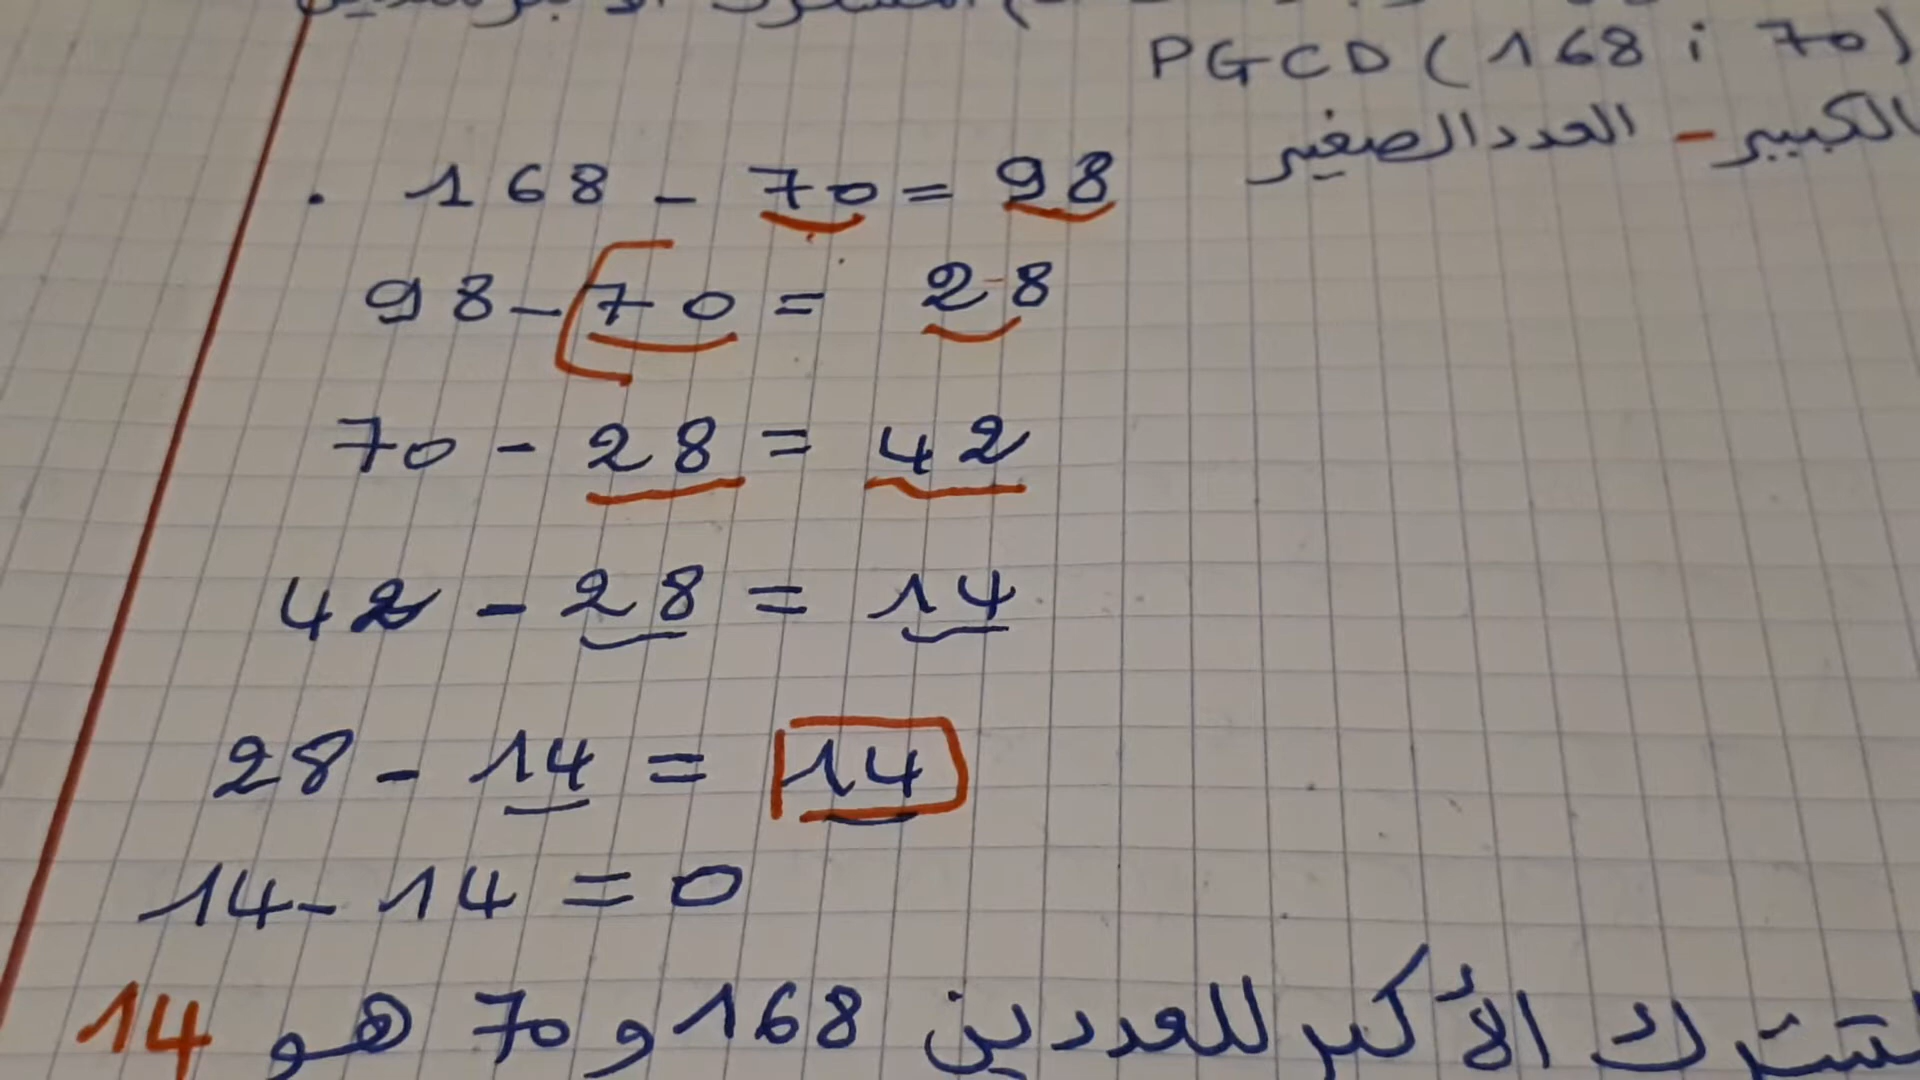 PGCD (168 ; 70)
الكبير - العدد الصغير
. 168 - 70 = 98
98 - 70 = 28
70 - 28 = 42
42 - 28 = 14
28 - 14 = 14
14 - 14 = 0
الأكبر للعددين 168 و 70 هو 14